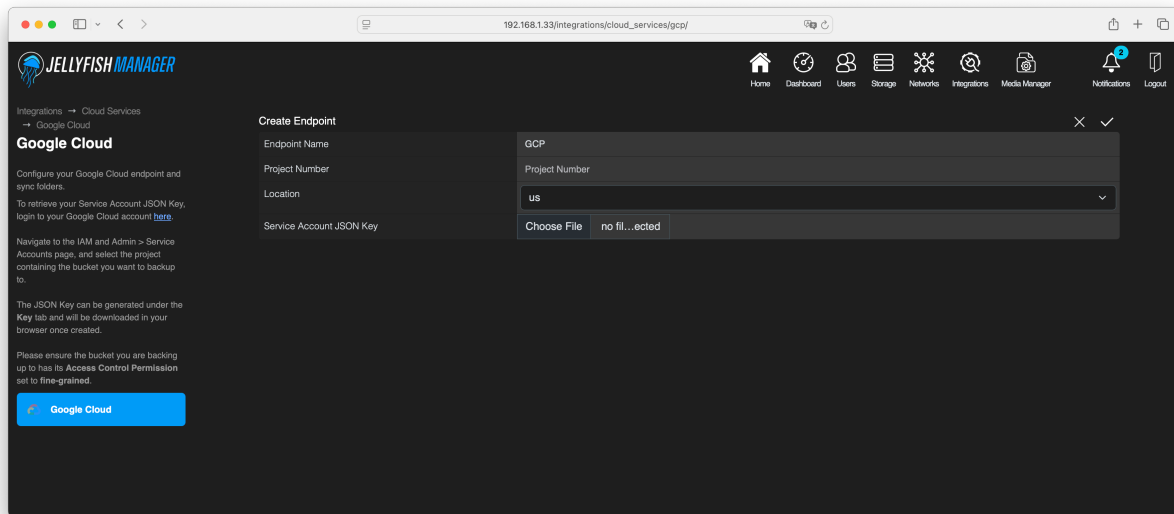 192.168.1.33/integrations/cloud_services/gcp/
JELLYFISH MANAGER
2
Home
Dashboard
Users
Storage
Networks
Integrations
Media Manager
Notifications
Logout
Integrations → Cloud Services
→ Google Cloud
Google Cloud
Configure your Google Cloud endpoint and
sync folders.
To retrieve your Service Account JSON Key,
login to your Google Cloud account here.
Navigate to the IAM and Admin > Service
Accounts page, and select the project
containing the bucket you want to backup
to.
The JSON Key can be generated under the
Key tab and will be downloaded in your
browser once created.
Please ensure the bucket you are backing
up to has its Access Control Permission
set to fine-grained.
Google Cloud
Create Endpoint
Endpoint Name GCP
Project Number Project Number
Location us
Service Account JSON Key Choose File no fil...ected